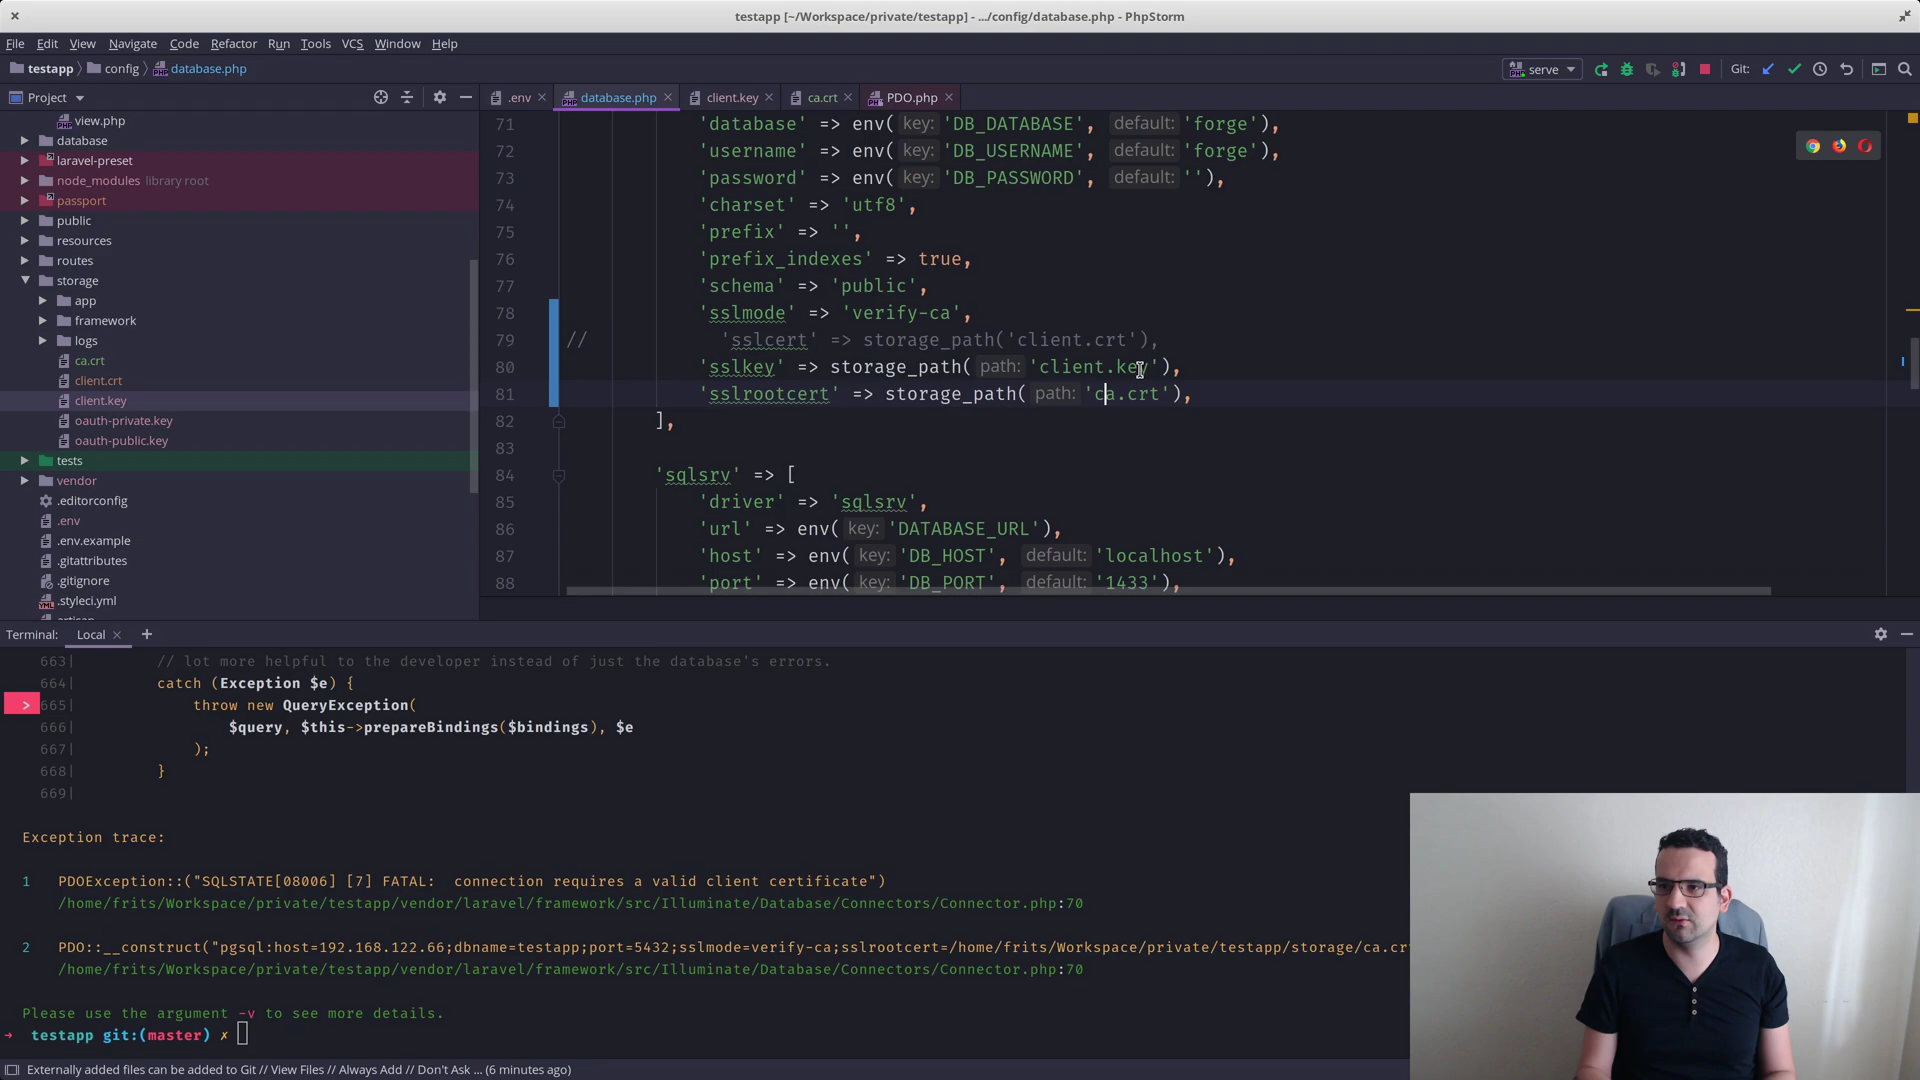 testapp [~/Workspace/private/testapp] - .../config/database.php - PhpStorm
File Edit View Navigate Code Refactor Run Tools VCS Window Help
testapp config database.php serve Git:
Project .env database.php client.key ca.crt PDO.php
view.php
database
laravel-preset
node_modules library root
passport
public
resources
routes
storage
app
framework
logs
ca.crt
client.crt
client.key
oauth-private.key
oauth-public.key
tests
vendor
.editorconfig
.env
.env.example
.gitattributes
.gitignore
.styleci.yml
artisan
71 'database' => env( key: 'DB_DATABASE', default: 'forge'),
72 'username' => env( key: 'DB_USERNAME', default: 'forge'),
73 'password' => env( key: 'DB_PASSWORD', default: ''),
74 'charset' => 'utf8',
75 'prefix' => '',
76 'prefix_indexes' => true,
77 'schema' => 'public',
78 'sslmode' => 'verify-ca',
79 // 'sslcert' => storage_path('client.crt'),
80 'sslkey' => storage_path( path: 'client.key'),
81 'sslrootcert' => storage_path( path: 'ca.crt'),
82 ],
83
84 'sqlsrv' => [
85 'driver' => 'sqlsrv',
86 'url' => env( key: 'DATABASE_URL'),
87 'host' => env( key: 'DB_HOST', default: 'localhost'),
88 'port' => env( key: 'DB_PORT', default: '1433'),
Terminal: Local +
663| // lot more helpful to the developer instead of just the database's errors.
664| catch (Exception $e) {
> 665| throw new QueryException(
666| $query, $this->prepareBindings($bindings), $e
667| );
668| }
669|
Exception trace:
1 PDOException::("SQLSTATE[08006] [7] FATAL:  connection requires a valid client certificate")
/home/frits/Workspace/private/testapp/vendor/laravel/framework/src/Illuminate/Database/Connectors/Connector.php:70
2 PDO::__construct("pgsql:host=192.168.122.66;dbname=testapp;port=5432;sslmode=verify-ca;sslrootcert=/home/frits/Workspace/private/testapp/storage/ca.cr
/home/frits/Workspace/private/testapp/vendor/laravel/framework/src/Illuminate/Database/Connectors/Connector.php:70
Please use the argument -v to see more details.
→ testapp git:(master) ✗
Externally added files can be added to Git // View Files // Always Add // Don't Ask ... (6 minutes ago)